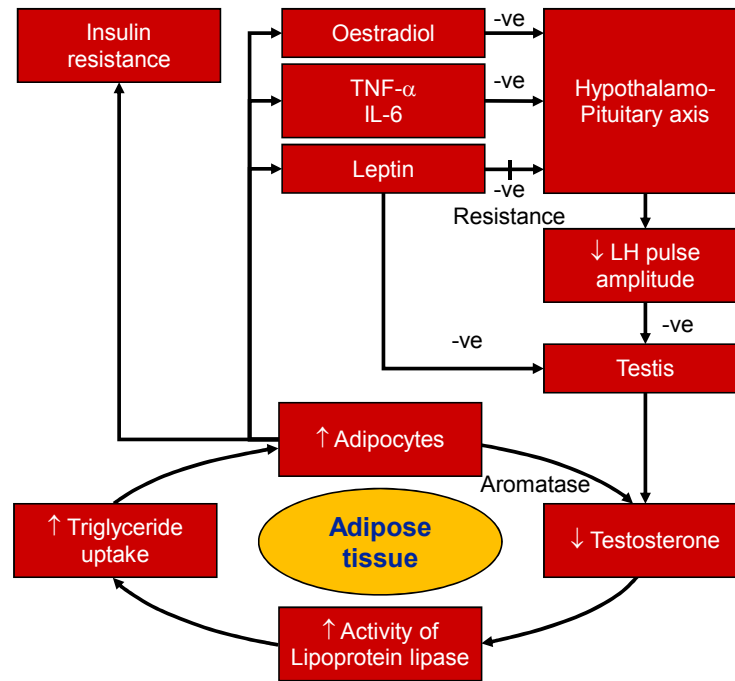 Insulin
resistance
Oestradiol
-ve
TNF-α
IL-6
-ve
Hypothalamo-
Pituitary axis
Leptin
-ve
Resistance
↓ LH pulse
amplitude
-ve
-ve
Testis
↑ Adipocytes
Aromatase
↑ Triglyceride
uptake
Adipose
tissue
↓ Testosterone
↑ Activity of
Lipoprotein lipase